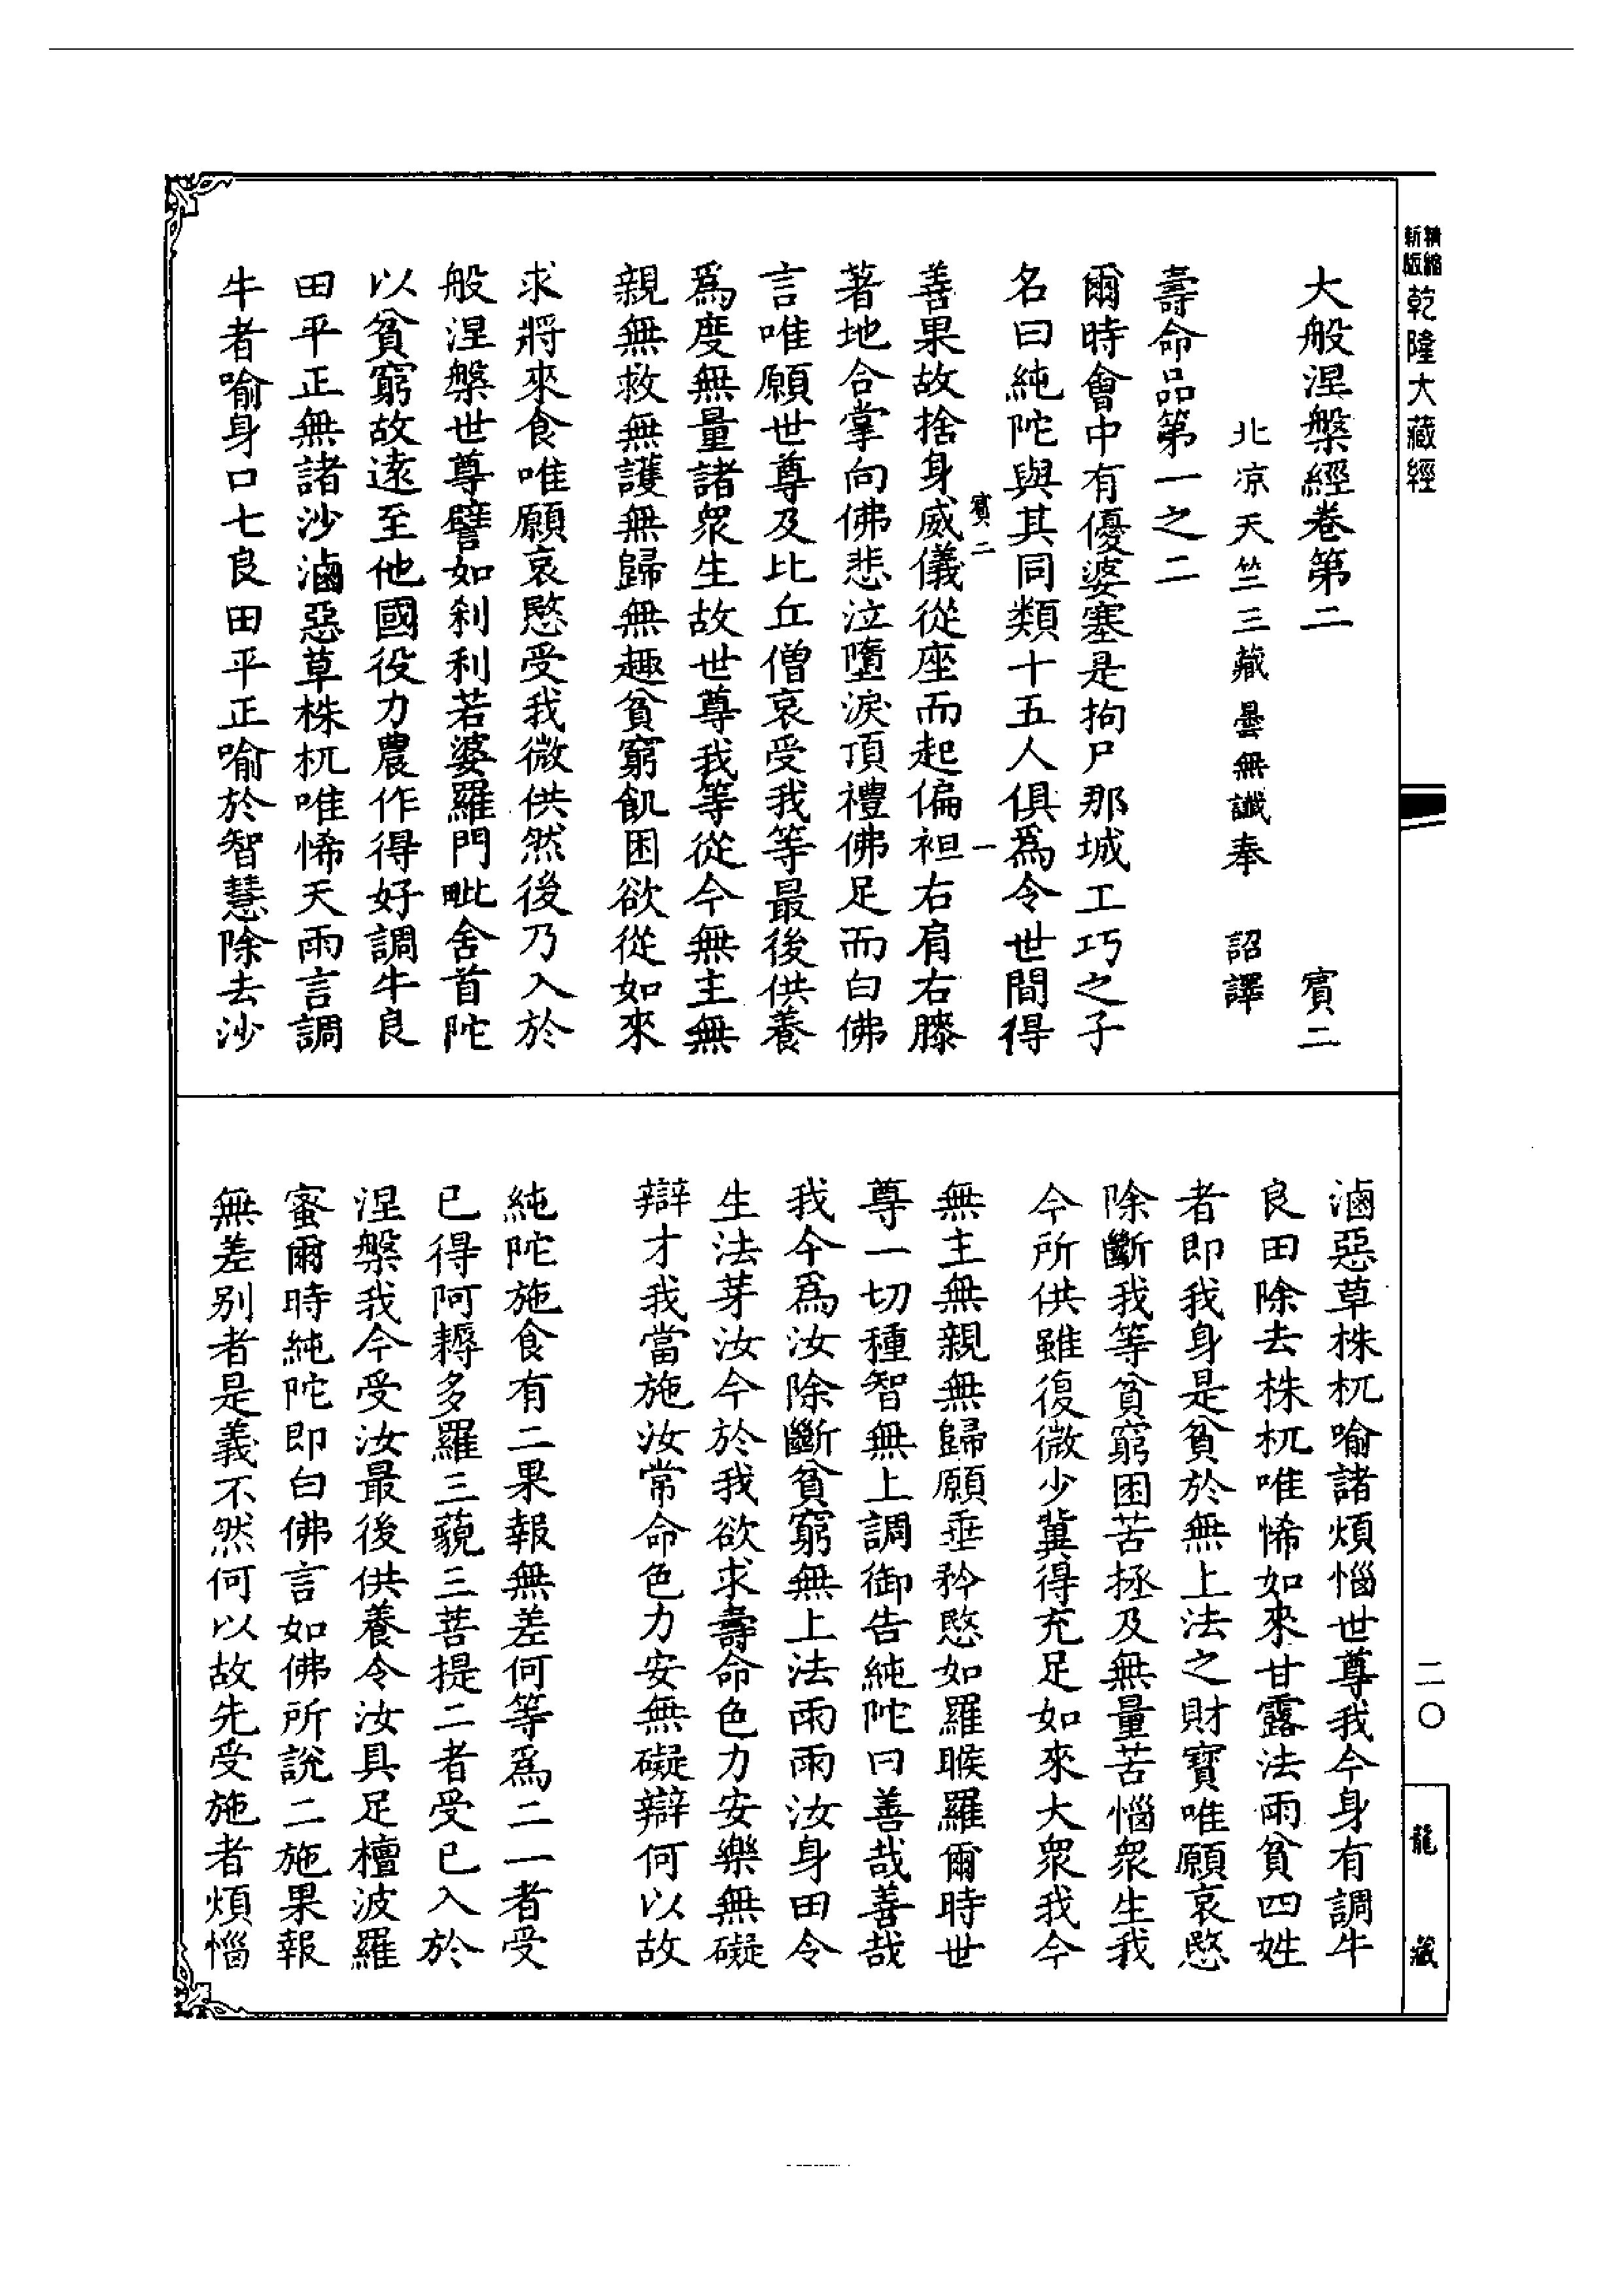 精縮
新版
乾隆大藏經
二〇
龍藏
大般涅槃經卷第二 賓二
北凉天竺三藏曇無讖奉 詔譯
壽命品第一之二
爾時會中有優婆塞是拘尸那城工巧之子
名曰純陀與其同類十五人俱爲令世間得
賓二 一
善果故捨身威儀從座而起偏袒右肩右膝
著地合掌向佛悲泣墮淚頂禮佛足而白佛
言唯願世尊及比丘僧哀受我等最後供養
爲度無量諸衆生故世尊我等從今無主無
親無救無護無歸無趣貧窮飢困欲從如來
求將來食唯願哀愍受我微供然後乃入於
般涅槃世尊譬如刹利若婆羅門毗舍首陀
以貧窮故遠至他國役力農作得好調牛良
田平正無諸沙滷惡草株杌唯悕天雨言調
牛者喻身口七良田平正喻於智慧除去沙
滷惡草株杌喻諸煩惱世尊我今身有調牛
良田除去株杌唯悕如來甘露法雨貧四姓
者即我身是貧於無上法之財寶唯願哀愍
除斷我等貧窮困苦拯及無量苦惱衆生我
今所供雖復微少冀得充足如來大衆我今
無主無親無歸願垂矜愍如羅睺羅爾時世
尊一切種智無上調御告純陀曰善哉善哉
我今爲汝除斷貧窮無上法雨雨汝身田令
生法芽汝今於我欲求壽命色力安樂無礙
辯才我當施汝常命色力安無礙辯何以故
純陀施食有二果報無差何等爲二一者受
已得阿耨多羅三藐三菩提二者受已入於
涅槃我今受汝最後供養令汝具足檀波羅
蜜爾時純陀即白佛言如佛所說二施果報
無差別者是義不然何以故先受施者煩惱